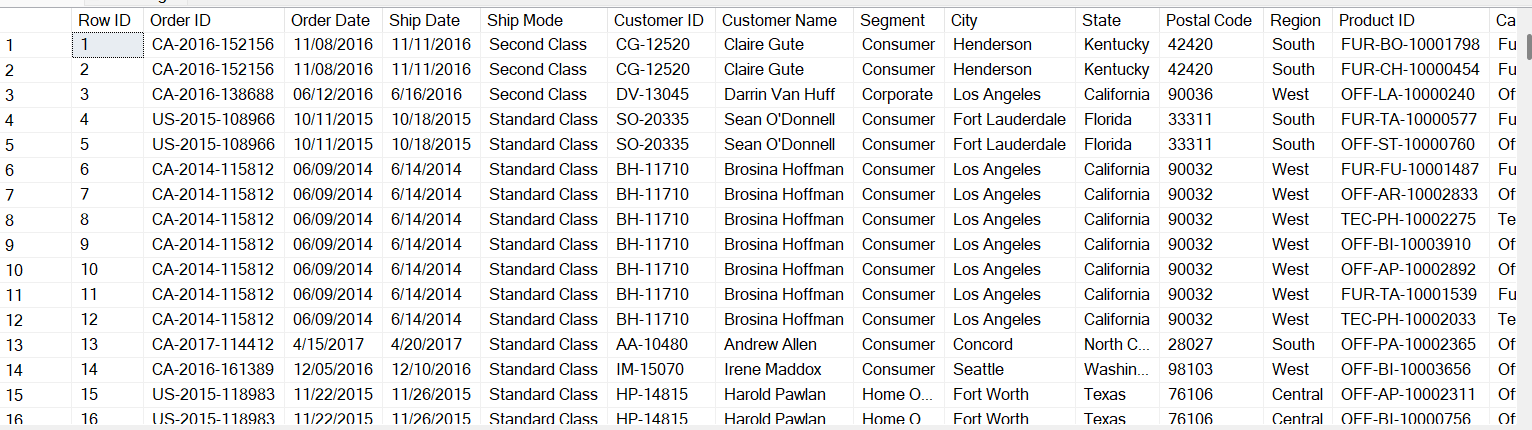 Row ID Order ID Order Date Ship Date Ship Mode Customer ID Customer Name Segment City State Postal Code Region Product ID Ca
1 1 CA-2016-152156 11/08/2016 11/11/2016 Second Class CG-12520 Claire Gute Consumer Henderson Kentucky 42420 South FUR-BO-10001798 Fu
2 2 CA-2016-152156 11/08/2016 11/11/2016 Second Class CG-12520 Claire Gute Consumer Henderson Kentucky 42420 South FUR-CH-10000454 Fu
3 3 CA-2016-138688 06/12/2016 6/16/2016 Second Class DV-13045 Darrin Van Huff Corporate Los Angeles California 90036 West OFF-LA-10000240 Of
4 4 US-2015-108966 10/11/2015 10/18/2015 Standard Class SO-20335 Sean O'Donnell Consumer Fort Lauderdale Florida 33311 South FUR-TA-10000577 Fu
5 5 US-2015-108966 10/11/2015 10/18/2015 Standard Class SO-20335 Sean O'Donnell Consumer Fort Lauderdale Florida 33311 South OFF-ST-10000760 Of
6 6 CA-2014-115812 06/09/2014 6/14/2014 Standard Class BH-11710 Brosina Hoffman Consumer Los Angeles California 90032 West FUR-FU-10001487 Fu
7 7 CA-2014-115812 06/09/2014 6/14/2014 Standard Class BH-11710 Brosina Hoffman Consumer Los Angeles California 90032 West OFF-AR-10002833 Of
8 8 CA-2014-115812 06/09/2014 6/14/2014 Standard Class BH-11710 Brosina Hoffman Consumer Los Angeles California 90032 West TEC-PH-10002275 Te
9 9 CA-2014-115812 06/09/2014 6/14/2014 Standard Class BH-11710 Brosina Hoffman Consumer Los Angeles California 90032 West OFF-BI-10003910 Of
10 10 CA-2014-115812 06/09/2014 6/14/2014 Standard Class BH-11710 Brosina Hoffman Consumer Los Angeles California 90032 West OFF-AP-10002892 Of
11 11 CA-2014-115812 06/09/2014 6/14/2014 Standard Class BH-11710 Brosina Hoffman Consumer Los Angeles California 90032 West FUR-TA-10001539 Fu
12 12 CA-2014-115812 06/09/2014 6/14/2014 Standard Class BH-11710 Brosina Hoffman Consumer Los Angeles California 90032 West TEC-PH-10002033 Te
13 13 CA-2017-114412 4/15/2017 4/20/2017 Standard Class AA-10480 Andrew Allen Consumer Concord North C... 28027 South OFF-PA-10002365 Of
14 14 CA-2016-161389 12/05/2016 12/10/2016 Standard Class IM-15070 Irene Maddox Consumer Seattle Washin... 98103 West OFF-BI-10003656 Of
15 15 US-2015-118983 11/22/2015 11/26/2015 Standard Class HP-14815 Harold Pawlan Home O... Fort Worth Texas 76106 Central OFF-AP-10002311 Of
16 16 US-2015-118983 11/22/2015 11/26/2015 Standard Class HP-14815 Harold Pawlan Home O Fort Worth Texas 76106 Central OFF-BI-10000756 Of